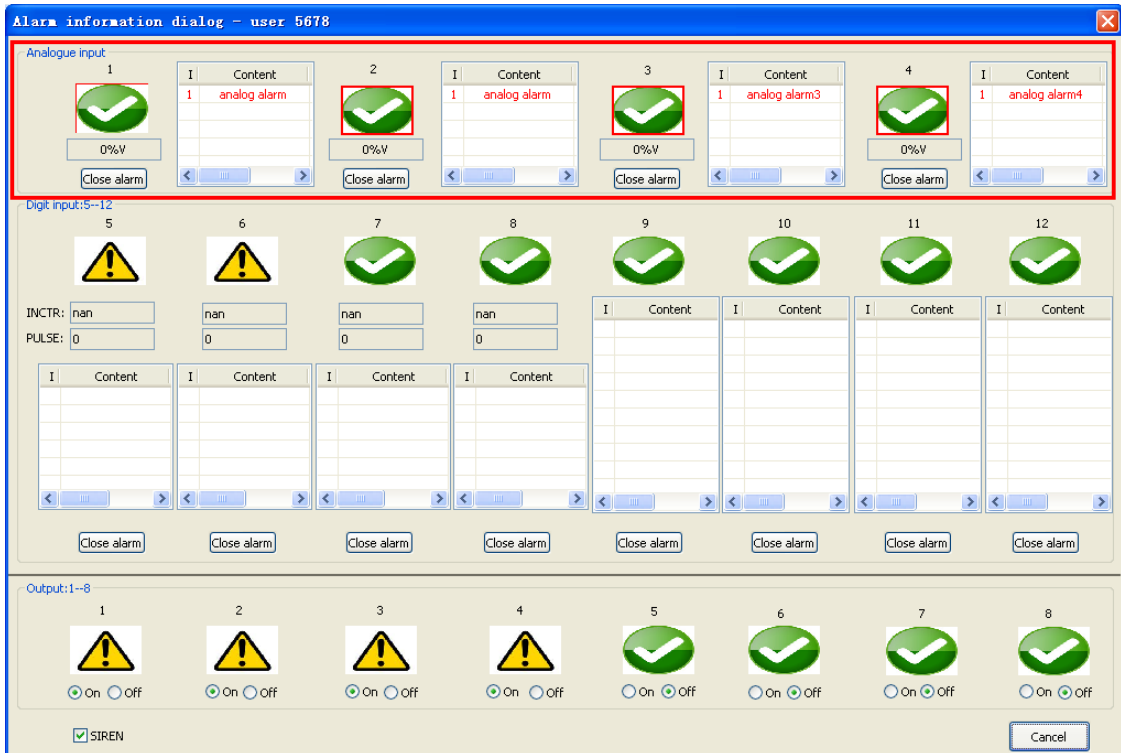 Alarm information dialog - user 5678
Analogue input
1 2 3 4
I Content I Content I Content I Content
1 analog alarm 1 analog alarm 1 analog alarm3 1 analog alarm4
0%V 0%V 0%V 0%V
Close alarm Close alarm Close alarm Close alarm
Digit input:5--12
5 6 7 8 9 10 11 12
INCTR: nan nan nan nan
I Content I Content I Content I Content
PULSE: 0 0 0 0
I Content I Content I Content I Content
Close alarm Close alarm Close alarm Close alarm Close alarm Close alarm Close alarm Close alarm
Output:1--8
1 2 3 4 5 6 7 8
On Off On Off On Off On Off On Off On Off On Off On Off
SIREN Cancel